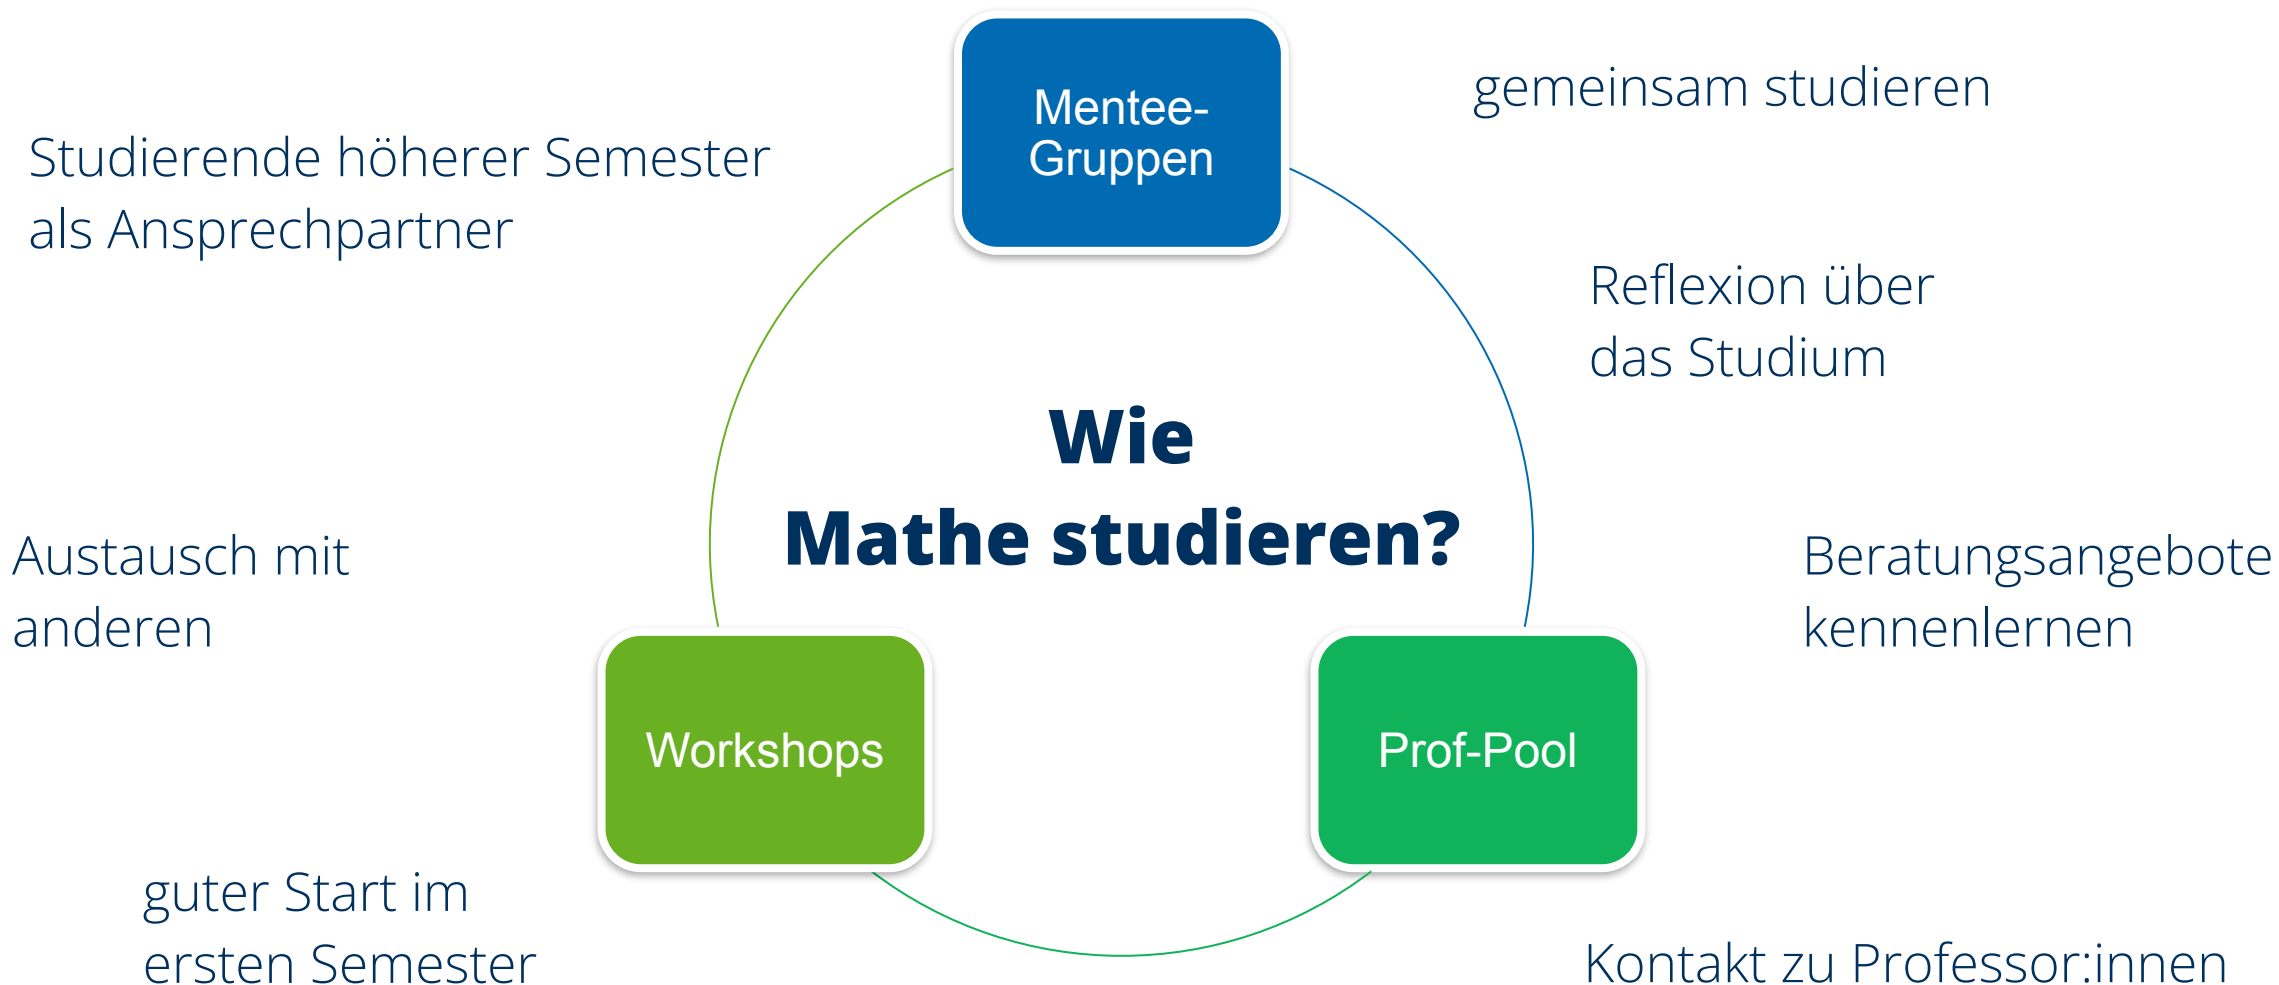 Mentee-
Gruppen
gemeinsam studieren
Studierende höherer Semester
als Ansprechpartner
Reflexion über
das Studium
Wie
Mathe studieren?
Austausch mit
anderen
Beratungsangebote
kennenlernen
Workshops
Prof-Pool
guter Start im
ersten Semester
Kontakt zu Professor:innen